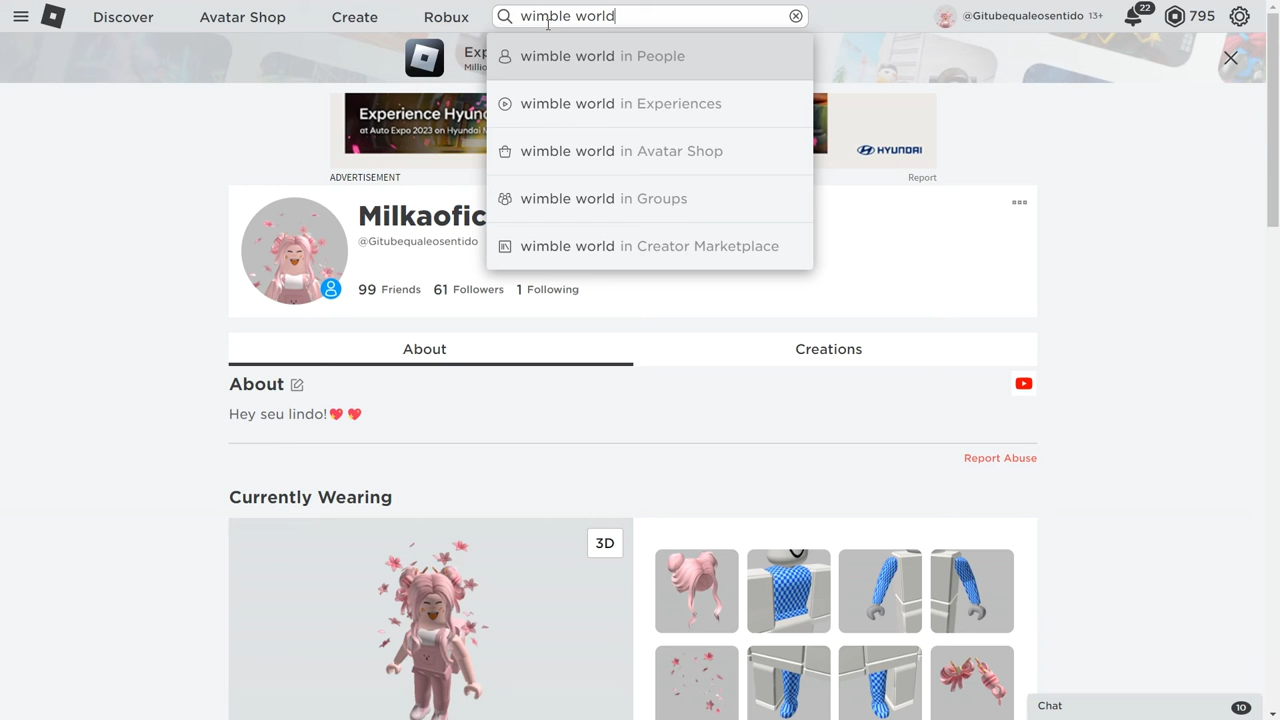 Discover
Avatar Shop
Create
Robux
wimble world
@Gitubequaleosentido 13+
22
795
wimble world in People
wimble world in Experiences
wimble world in Avatar Shop
wimble world in Groups
wimble world in Creator Marketplace
Exp
Millio
Experience Hyun
at Auto Expo 2023 on Hyundai M
HYUNDAI
ADVERTISEMENT
Report
Milkaofic
@Gitubequaleosentido
99 Friends 61 Followers 1 Following
About
Creations
About
Hey seu lindo!💖 💖
Report Abuse
Currently Wearing
3D
Chat
10